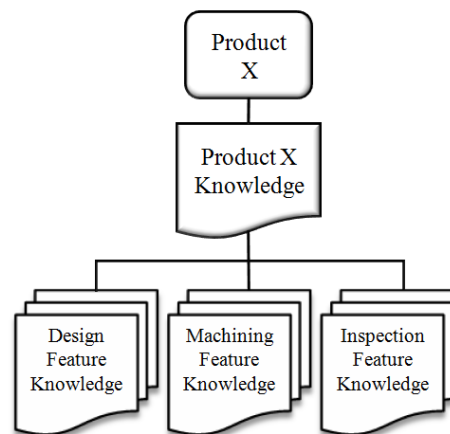 Product
X
Product X
Knowledge
Design
Feature
Knowledge
Machining
Feature
Knowledge
Inspection
Feature
Knowledge